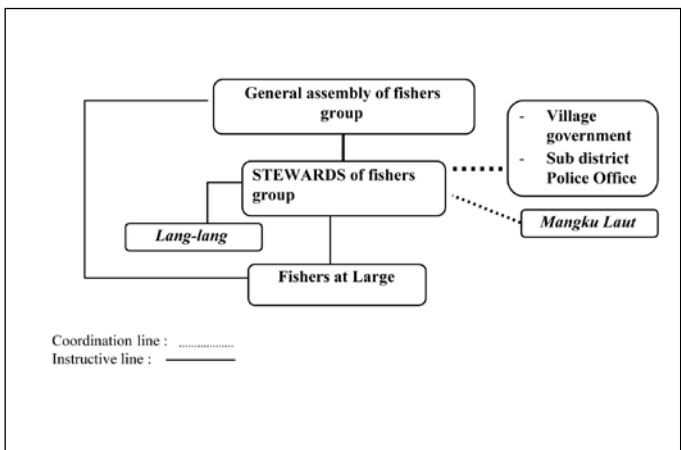 General assembly of fishers
group
- Village
government
- Sub district
Police Office
STEWARDS of fishers
group
Mangku Laut
Lang-lang
Fishers at Large
Coordination line :
Instructive line :